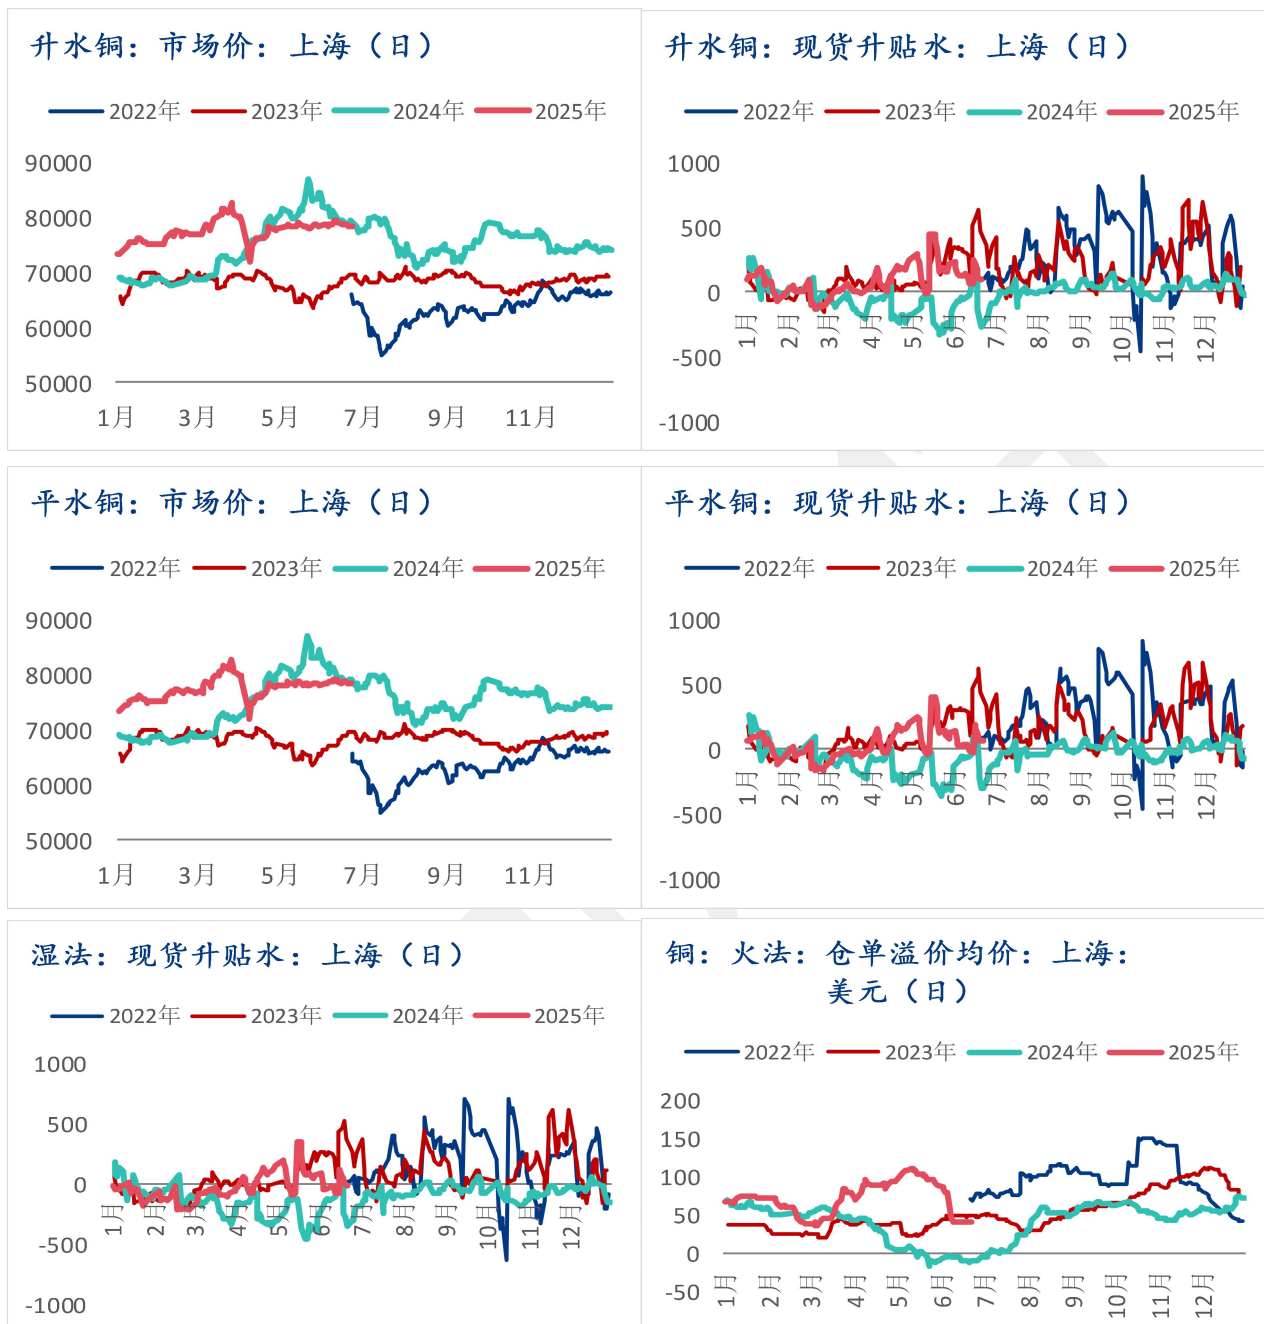 升水铜：市场价：上海（日）
2022年 2023年 2024年 2025年
90000
80000
70000
60000
50000
1月 3月 5月 7月 9月 11月
升水铜：现货升贴水：上海（日）
2022年 2023年 2024年 2025年
1000
500
0
-500
-1000
1月 2月 3月 4月 5月 6月 7月 8月 9月 10月 11月 12月
平水铜：市场价：上海（日）
2022年 2023年 2024年 2025年
90000
80000
70000
60000
50000
1月 3月 5月 7月 9月 11月
平水铜：现货升贴水：上海（日）
2022年 2023年 2024年 2025年
1000
500
0
-500
-1000
1月 2月 3月 4月 5月 6月 7月 8月 9月 10月 11月 12月
湿法：现货升贴水：上海（日）
2022年 2023年 2024年 2025年
1000
500
0
-500
-1000
1月 2月 3月 4月 5月 6月 7月 8月 9月 10月 11月 12月
铜：火法：仓单溢价均价：上海：
美元（日）
2022年 2023年 2024年 2025年
200
150
100
50
0
-50
1月 2月 3月 4月 5月 6月 7月 8月 9月 10月 11月 12月